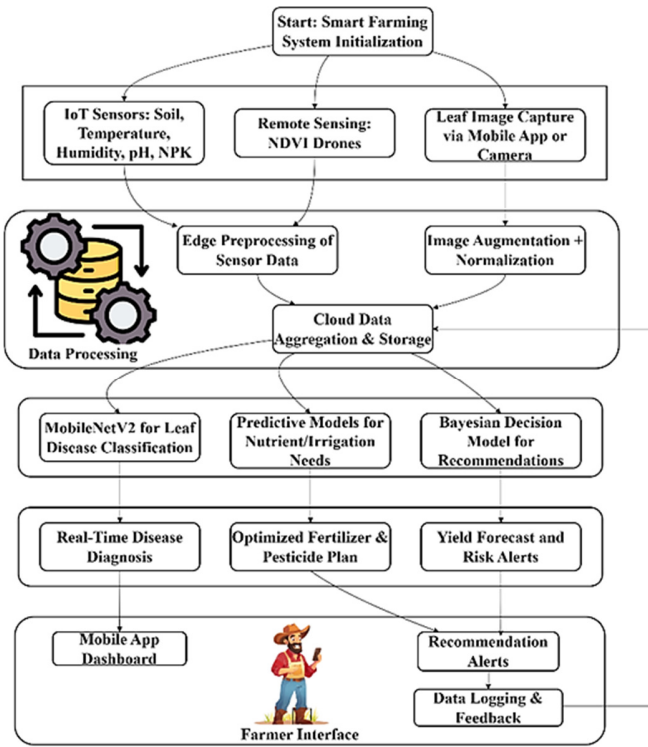 Start: Smart Farming
System Initialization
IoT Sensors: Soil,
Temperature,
Humidity, pH, NPK
Remote Sensing:
NDVI Drones
Leaf Image Capture
via Mobile App or
Camera
Edge Preprocessing of
Sensor Data
Image Augmentation +
Normalization
Cloud Data
Aggregation & Storage
Data Processing
MobileNetV2 for Leaf
Disease Classification
Predictive Models for
Nutrient/Irrigation
Needs
Bayesian Decision
Model for
Recommendations
Real-Time Disease
Diagnosis
Optimized Fertilizer &
Pesticide Plan
Yield Forecast and
Risk Alerts
Mobile App
Dashboard
Recommendation
Alerts
Data Logging &
Feedback
Farmer Interface